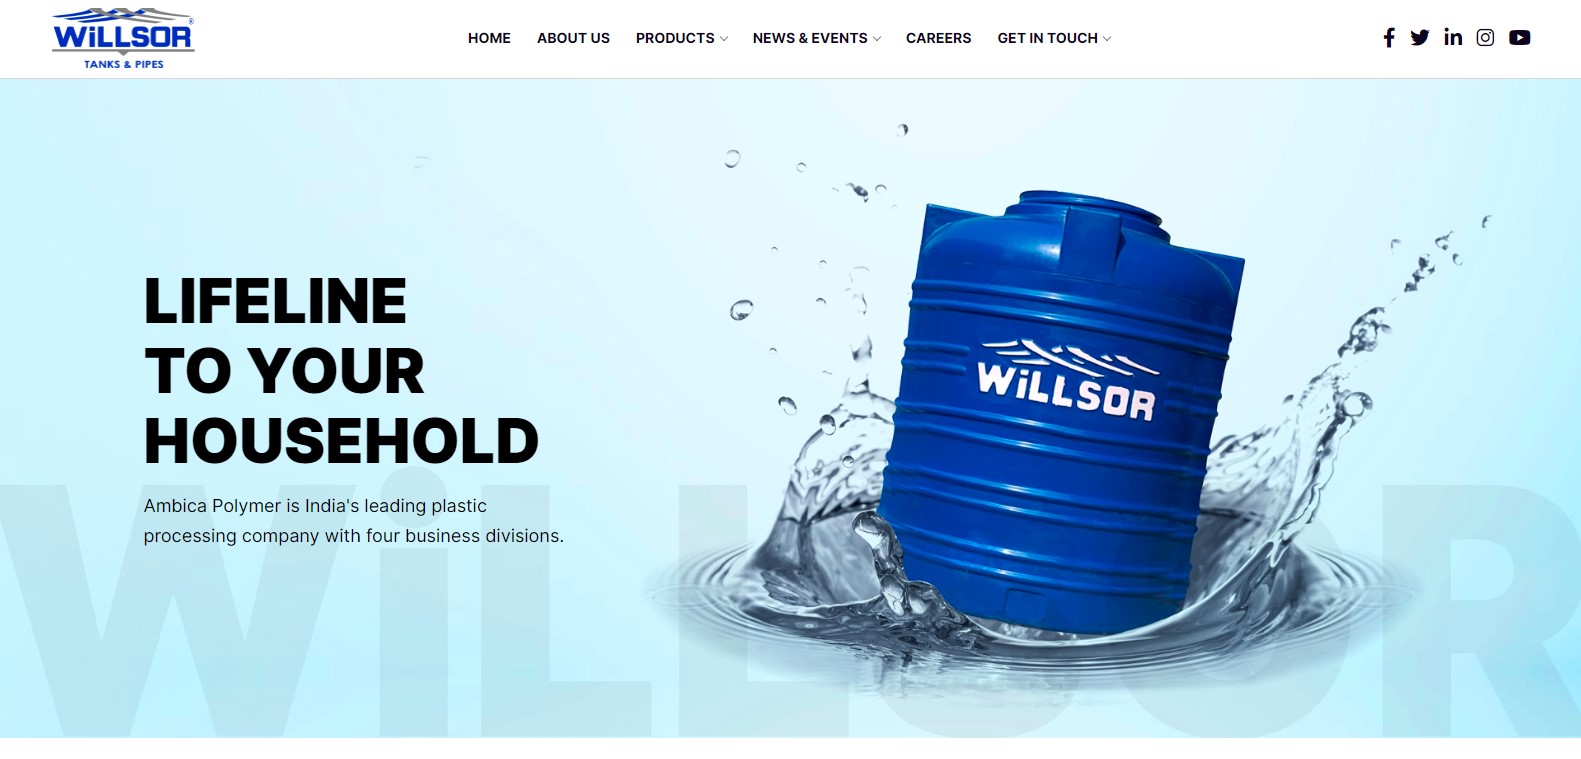 WiLLSOR®
TANKS & PIPES
HOME ABOUT US PRODUCTS NEWS & EVENTS CAREERS GET IN TOUCH
LIFELINE
TO YOUR
HOUSEHOLD
Ambica Polymer is India's leading plastic
processing company with four business divisions.
WiLLSOR
WiLLSOR